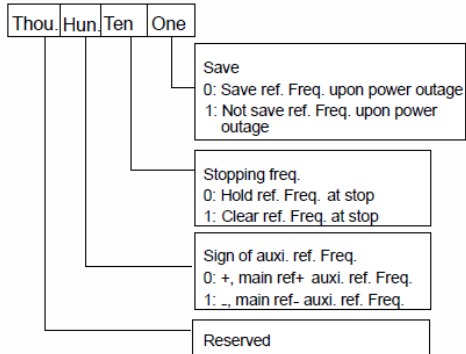 Thou. Hun. Ten One
Save
0: Save ref. Freq. upon power outage
1: Not save ref. Freq. upon power
outage
Stopping freq.
0: Hold ref. Freq. at stop
1: Clear ref. Freq. at stop
Sign of auxi. ref. Freq.
0: +, main ref+ auxi. ref. Freq.
1: -, main ref- auxi. ref. Freq.
Reserved